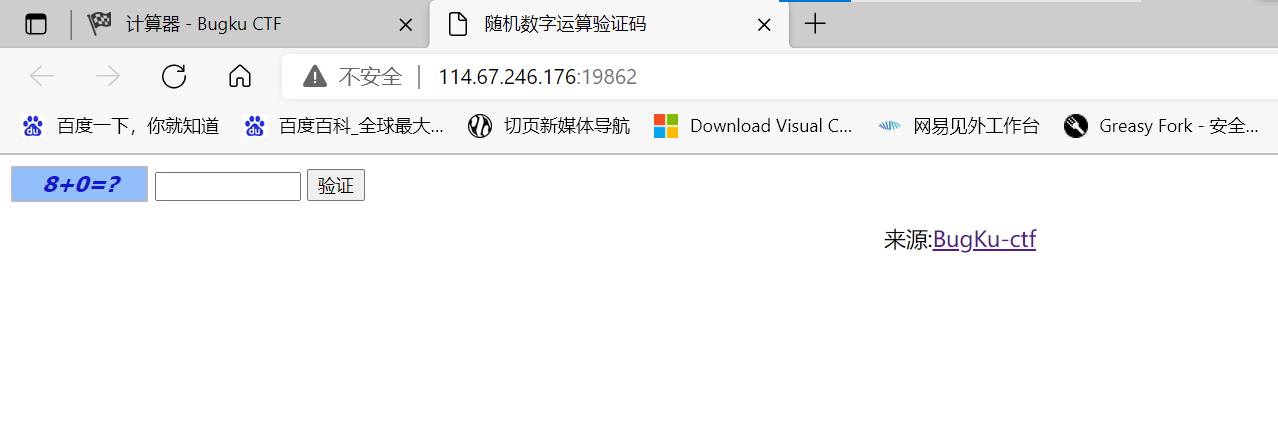 计算器 - Bugku CTF
随机数字运算验证码
不安全
114.67.246.176:19862
百度一下，你就知道
百度百科_全球最大...
切页新媒体导航
Download Visual C...
网易见外工作台
Greasy Fork - 安全...
8+0=?
验证
来源:BugKu-ctf